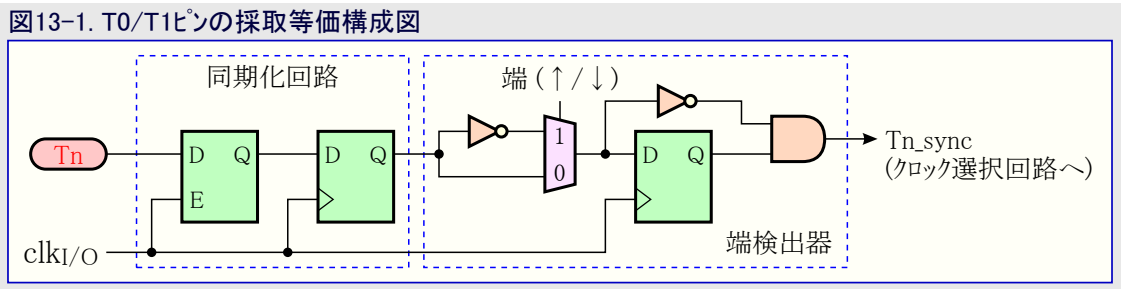 図13-1. T0/T1ピンの採取等価構成図
同期化回路
端 (↑/↓)
Tn
D Q
E
D Q
1
0
D Q
Tn_sync
(クロック選択回路へ)
clkI/O
端検出器